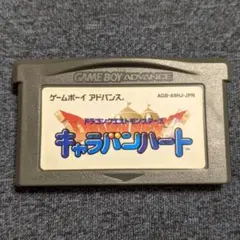 GAME BOY ADVANCE
ゲームボーイ アドバンス
AGB-A9HJ-JPN
ドラゴンクエストモンスターズ
キャラバンハート